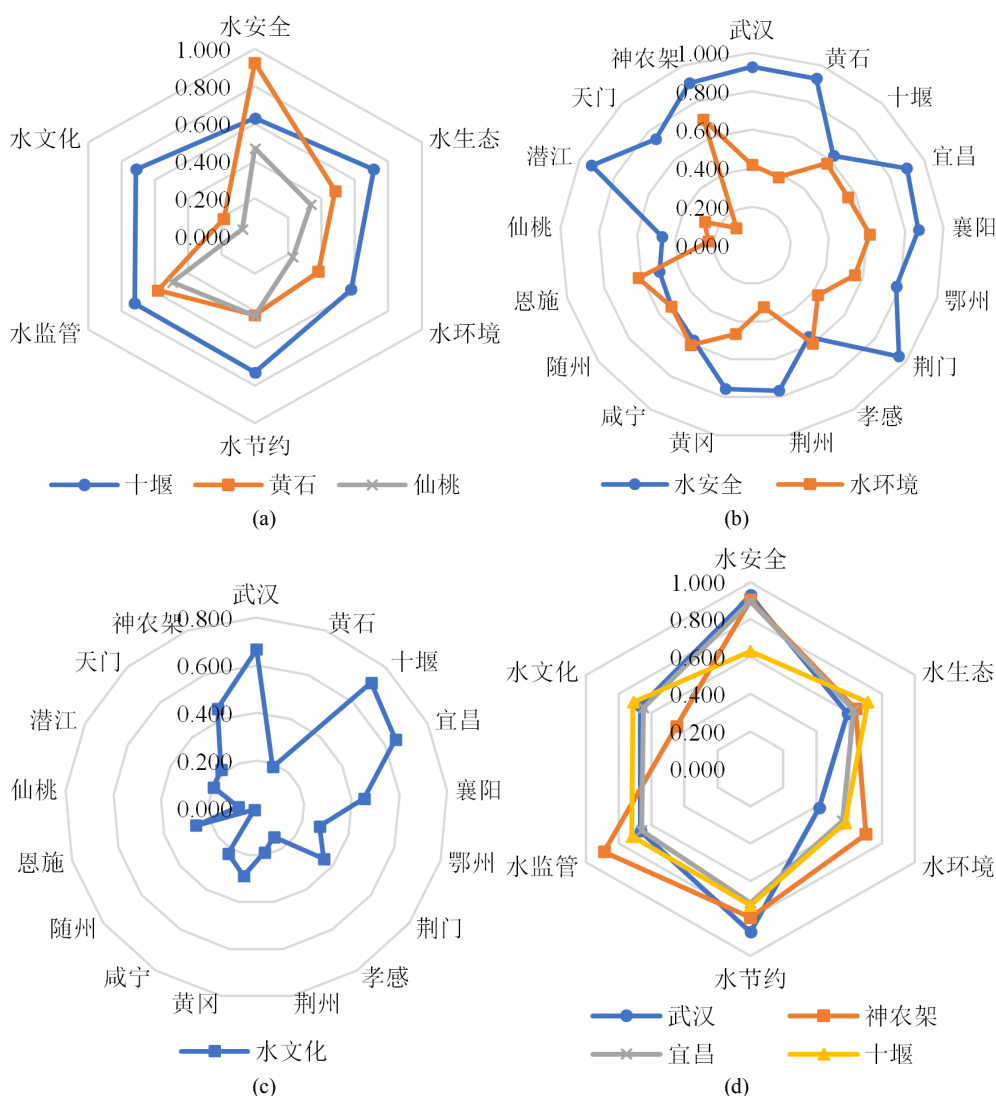 水安全
1.000
0.800
0.600
0.400
0.200
0.000
水生态
水环境
水节约
水监管
水文化
十堰 黄石 仙桃
(a)
武汉
黄石
十堰
宜昌
襄阳
鄂州
荆门
孝感
荆州
黄冈
咸宁
随州
恩施
仙桃
潜江
天门
神农架
1.000
0.800
0.600
0.400
0.200
0.000
水安全 水环境
(b)
武汉
黄石
十堰
宜昌
襄阳
鄂州
荆门
孝感
荆州
黄冈
咸宁
随州
恩施
仙桃
潜江
天门
神农架
0.800
0.600
0.400
0.200
0.000
水文化
(c)
水安全
1.000
0.800
0.600
0.400
0.200
0.000
水生态
水环境
水节约
水监管
水文化
武汉 神农架
宜昌 十堰
(d)